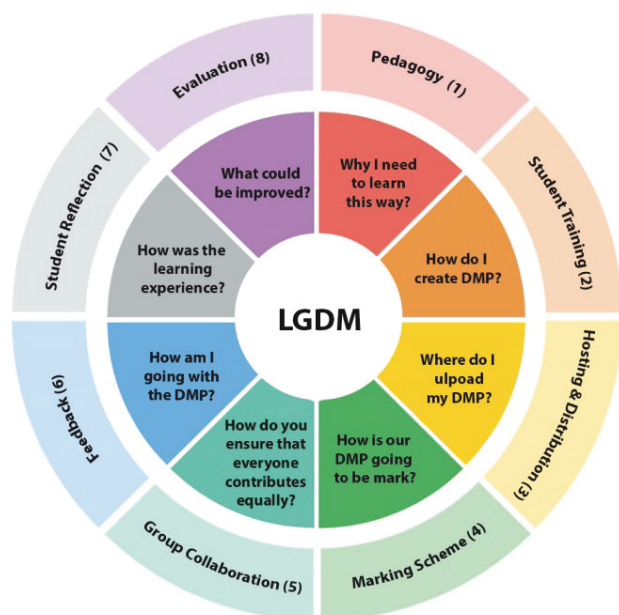 Pedagogy (1)
Why I need
to learn
this way?
Student Training (2)
How do I
create DMP?
Hosting & Distribution (3)
Where do I
ulpoad
my DMP?
Marking Scheme (4)
How is our
DMP going
to be mark?
Group Collaboration (5)
How do you
ensure that
everyone
contributes
equally?
Feedback (6)
How am I
going with
the DMP?
Student Reflection (7)
How was the
learning
experience?
Evaluation (8)
What could
be improved?
LGDM